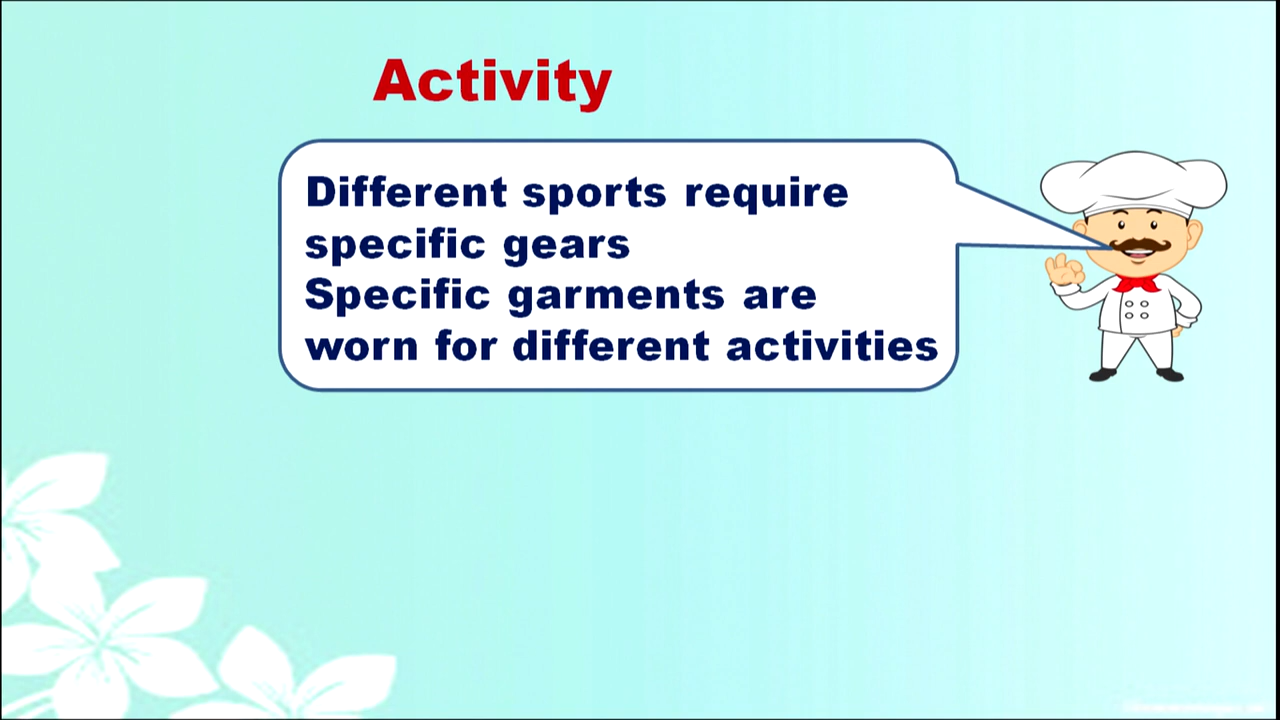 Activity
Different sports require
specific gears
Specific garments are
worn for different activities